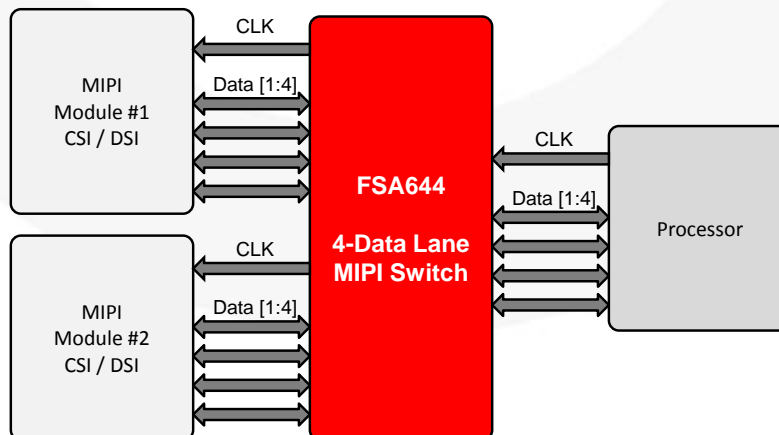 CLK
MIPI
Module #1
CSI / DSI
Data [1:4]
CLK
FSA644
4-Data Lane
MIPI Switch
Data [1:4]
Processor
CLK
MIPI
Module #2
CSI / DSI
Data [1:4]